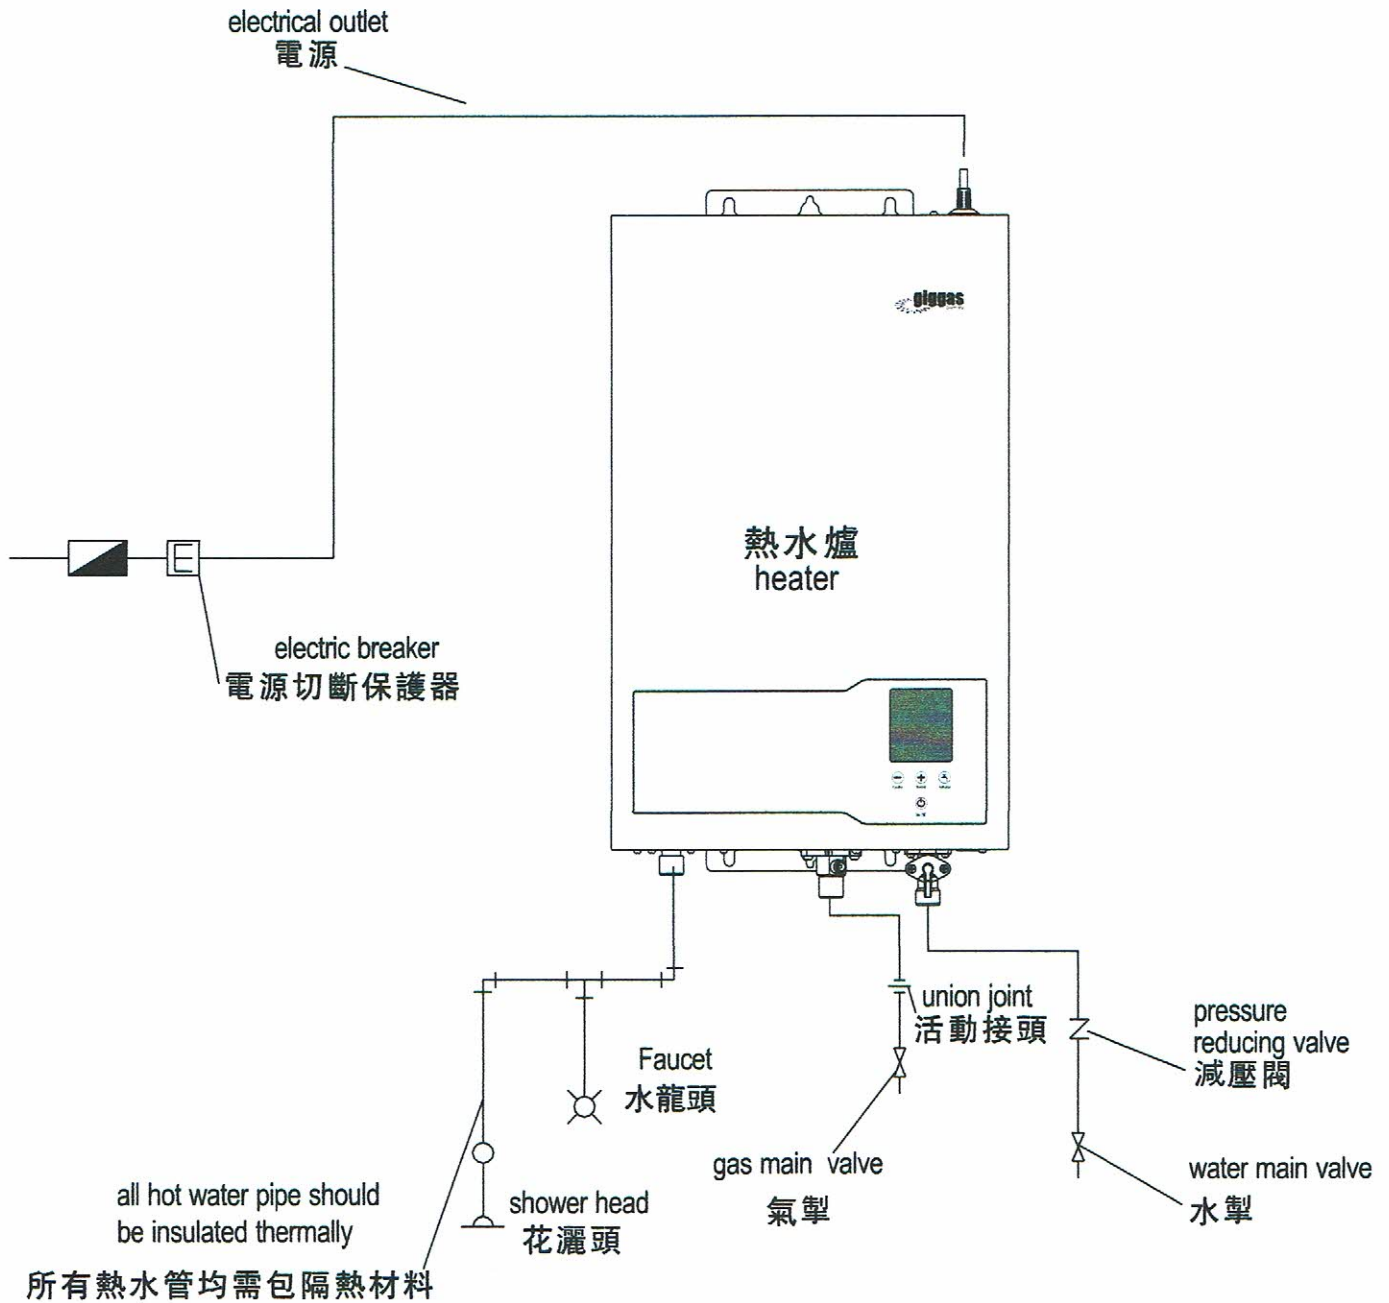 electrical outlet
電源
giggas
熱水爐
heater
electric breaker
電源切斷保護器
union joint
活動接頭
pressure
reducing valve
減壓閥
Faucet
水龍頭
gas main valve
氣掣
water main valve
水掣
all hot water pipe should
be insulated thermally
所有熱水管均需包隔熱材料
shower head
花灑頭